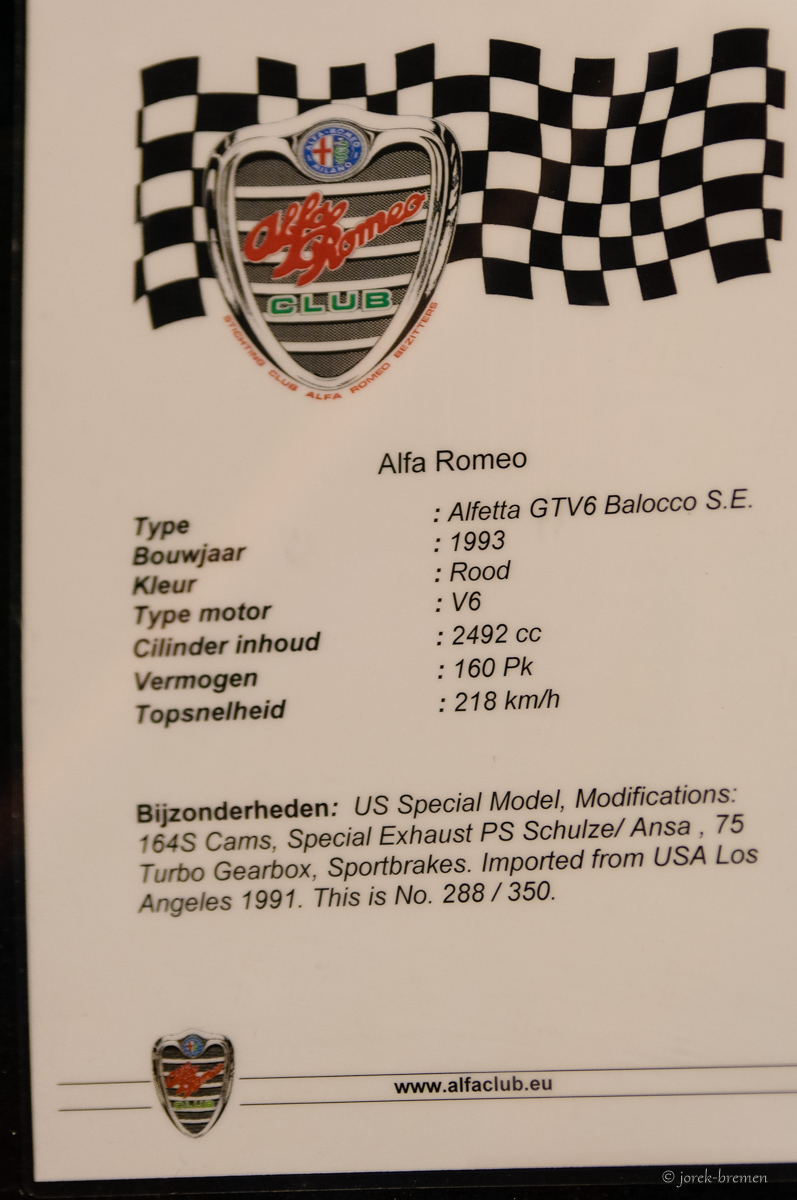 ALFA-ROMEO
MILANO
Alfa
Romeo
CLUB
STICHTING CLUB ALFA ROMEO BEZITTERS
Alfa Romeo
Type : Alfetta GTV6 Balocco S.E.
Bouwjaar : 1993
Kleur : Rood
Type motor : V6
Cilinder inhoud : 2492 cc
Vermogen : 160 Pk
Topsnelheid : 218 km/h
Bijzonderheden: US Special Model, Modifications:
164S Cams, Special Exhaust PS Schulze/ Ansa , 75
Turbo Gearbox, Sportbrakes. Imported from USA Los
Angeles 1991. This is No. 288 / 350.
CLUB
www.alfaclub.eu
© jorek-bremen